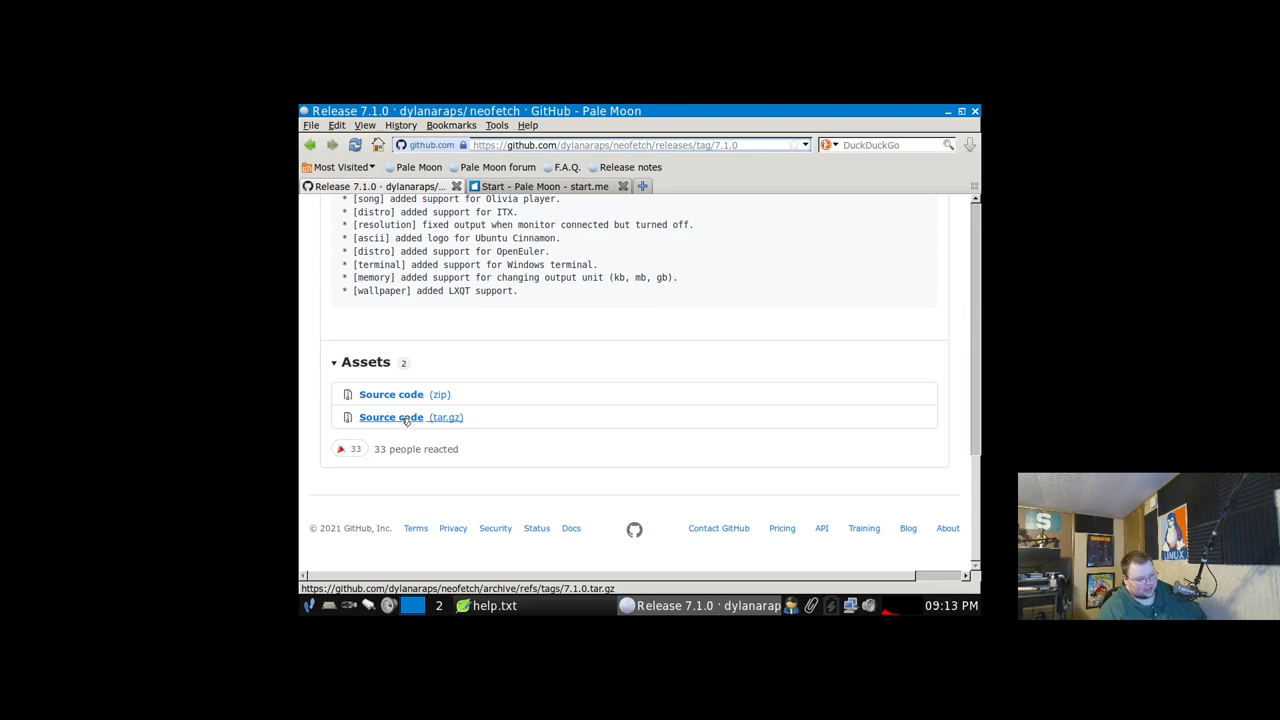 Release 7.1.0 · dylanaraps/neofetch · GitHub - Pale Moon
File Edit View History Bookmarks Tools Help
github.com https://github.com/dylanaraps/neofetch/releases/tag/7.1.0 DuckDuckGo
Most Visited Pale Moon Pale Moon forum F.A.Q. Release notes
Release 7.1.0 · dylanaraps/... Start - Pale Moon - start.me
* [song] added support for Olivia player.
* [distro] added support for ITX.
* [resolution] fixed output when monitor connected but turned off.
* [ascii] added logo for Ubuntu Cinnamon.
* [distro] added support for OpenEuler.
* [terminal] added support for Windows terminal.
* [memory] added support for changing output unit (kb, mb, gb).
* [wallpaper] added LXQT support.
Assets 2
Source code (zip)
Source code (tar.gz)
33 33 people reacted
© 2021 GitHub, Inc. Terms Privacy Security Status Docs Contact GitHub Pricing API Training Blog About
https://github.com/dylanaraps/neofetch/archive/refs/tags/7.1.0.tar.gz
2 help.txt Release 7.1.0 · dylanarap 09:13 PM
S
LINUX